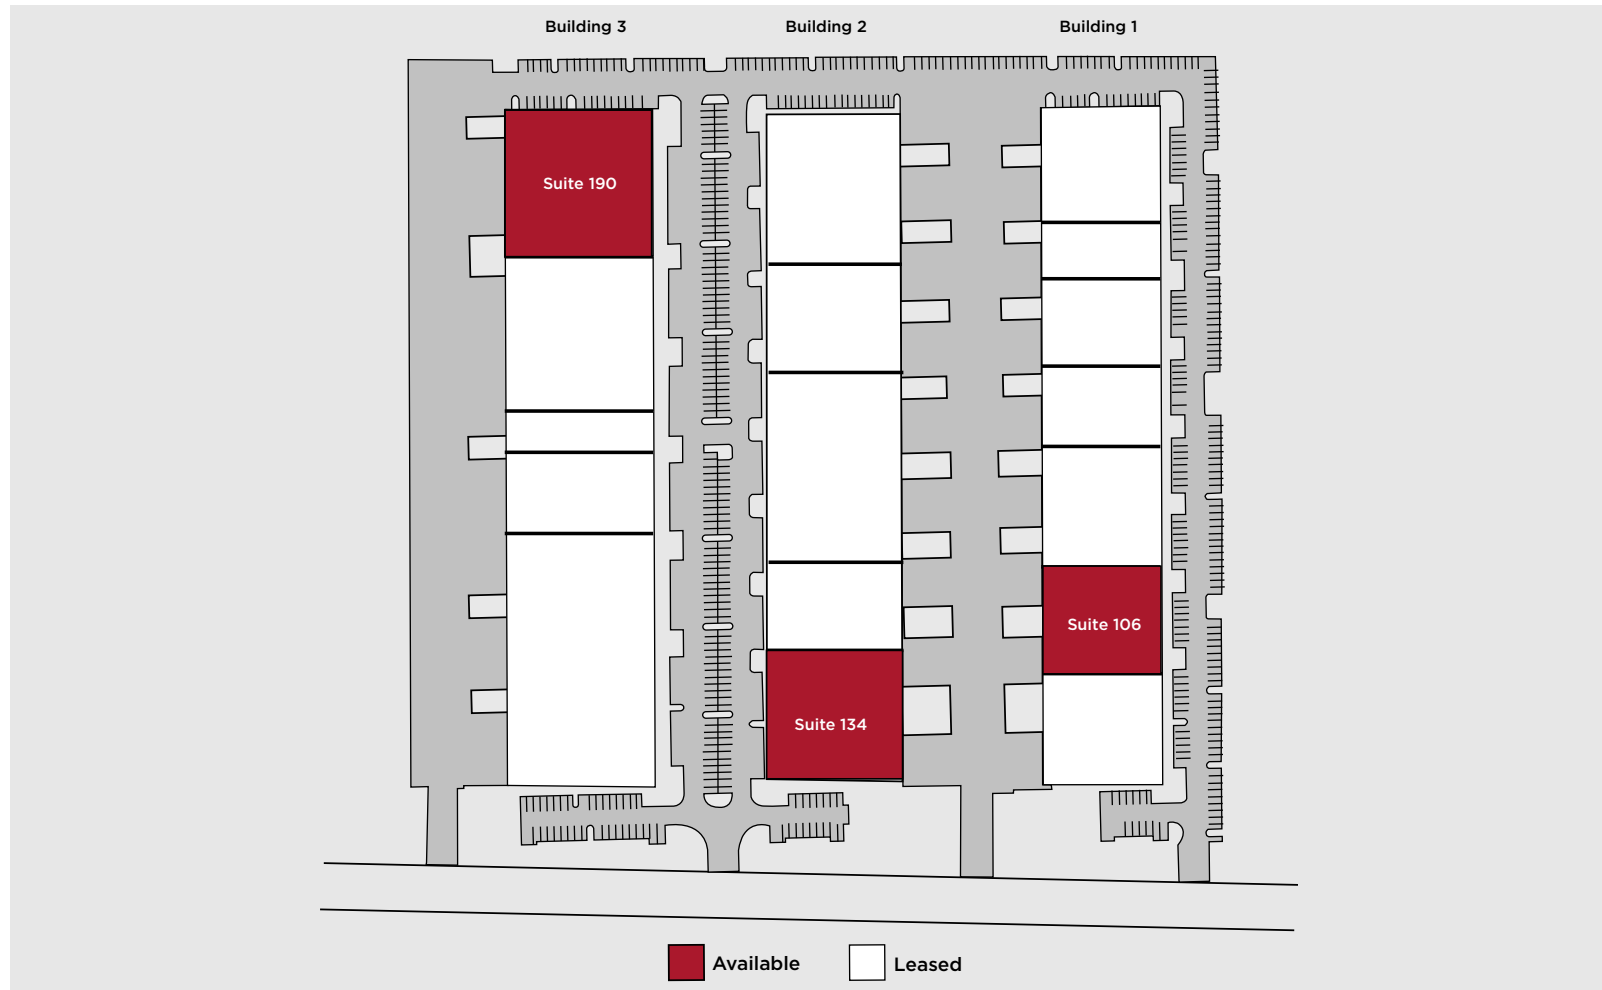 Building 3
Building 2
Building 1
Suite 190
Suite 106
Suite 134
Available
Leased